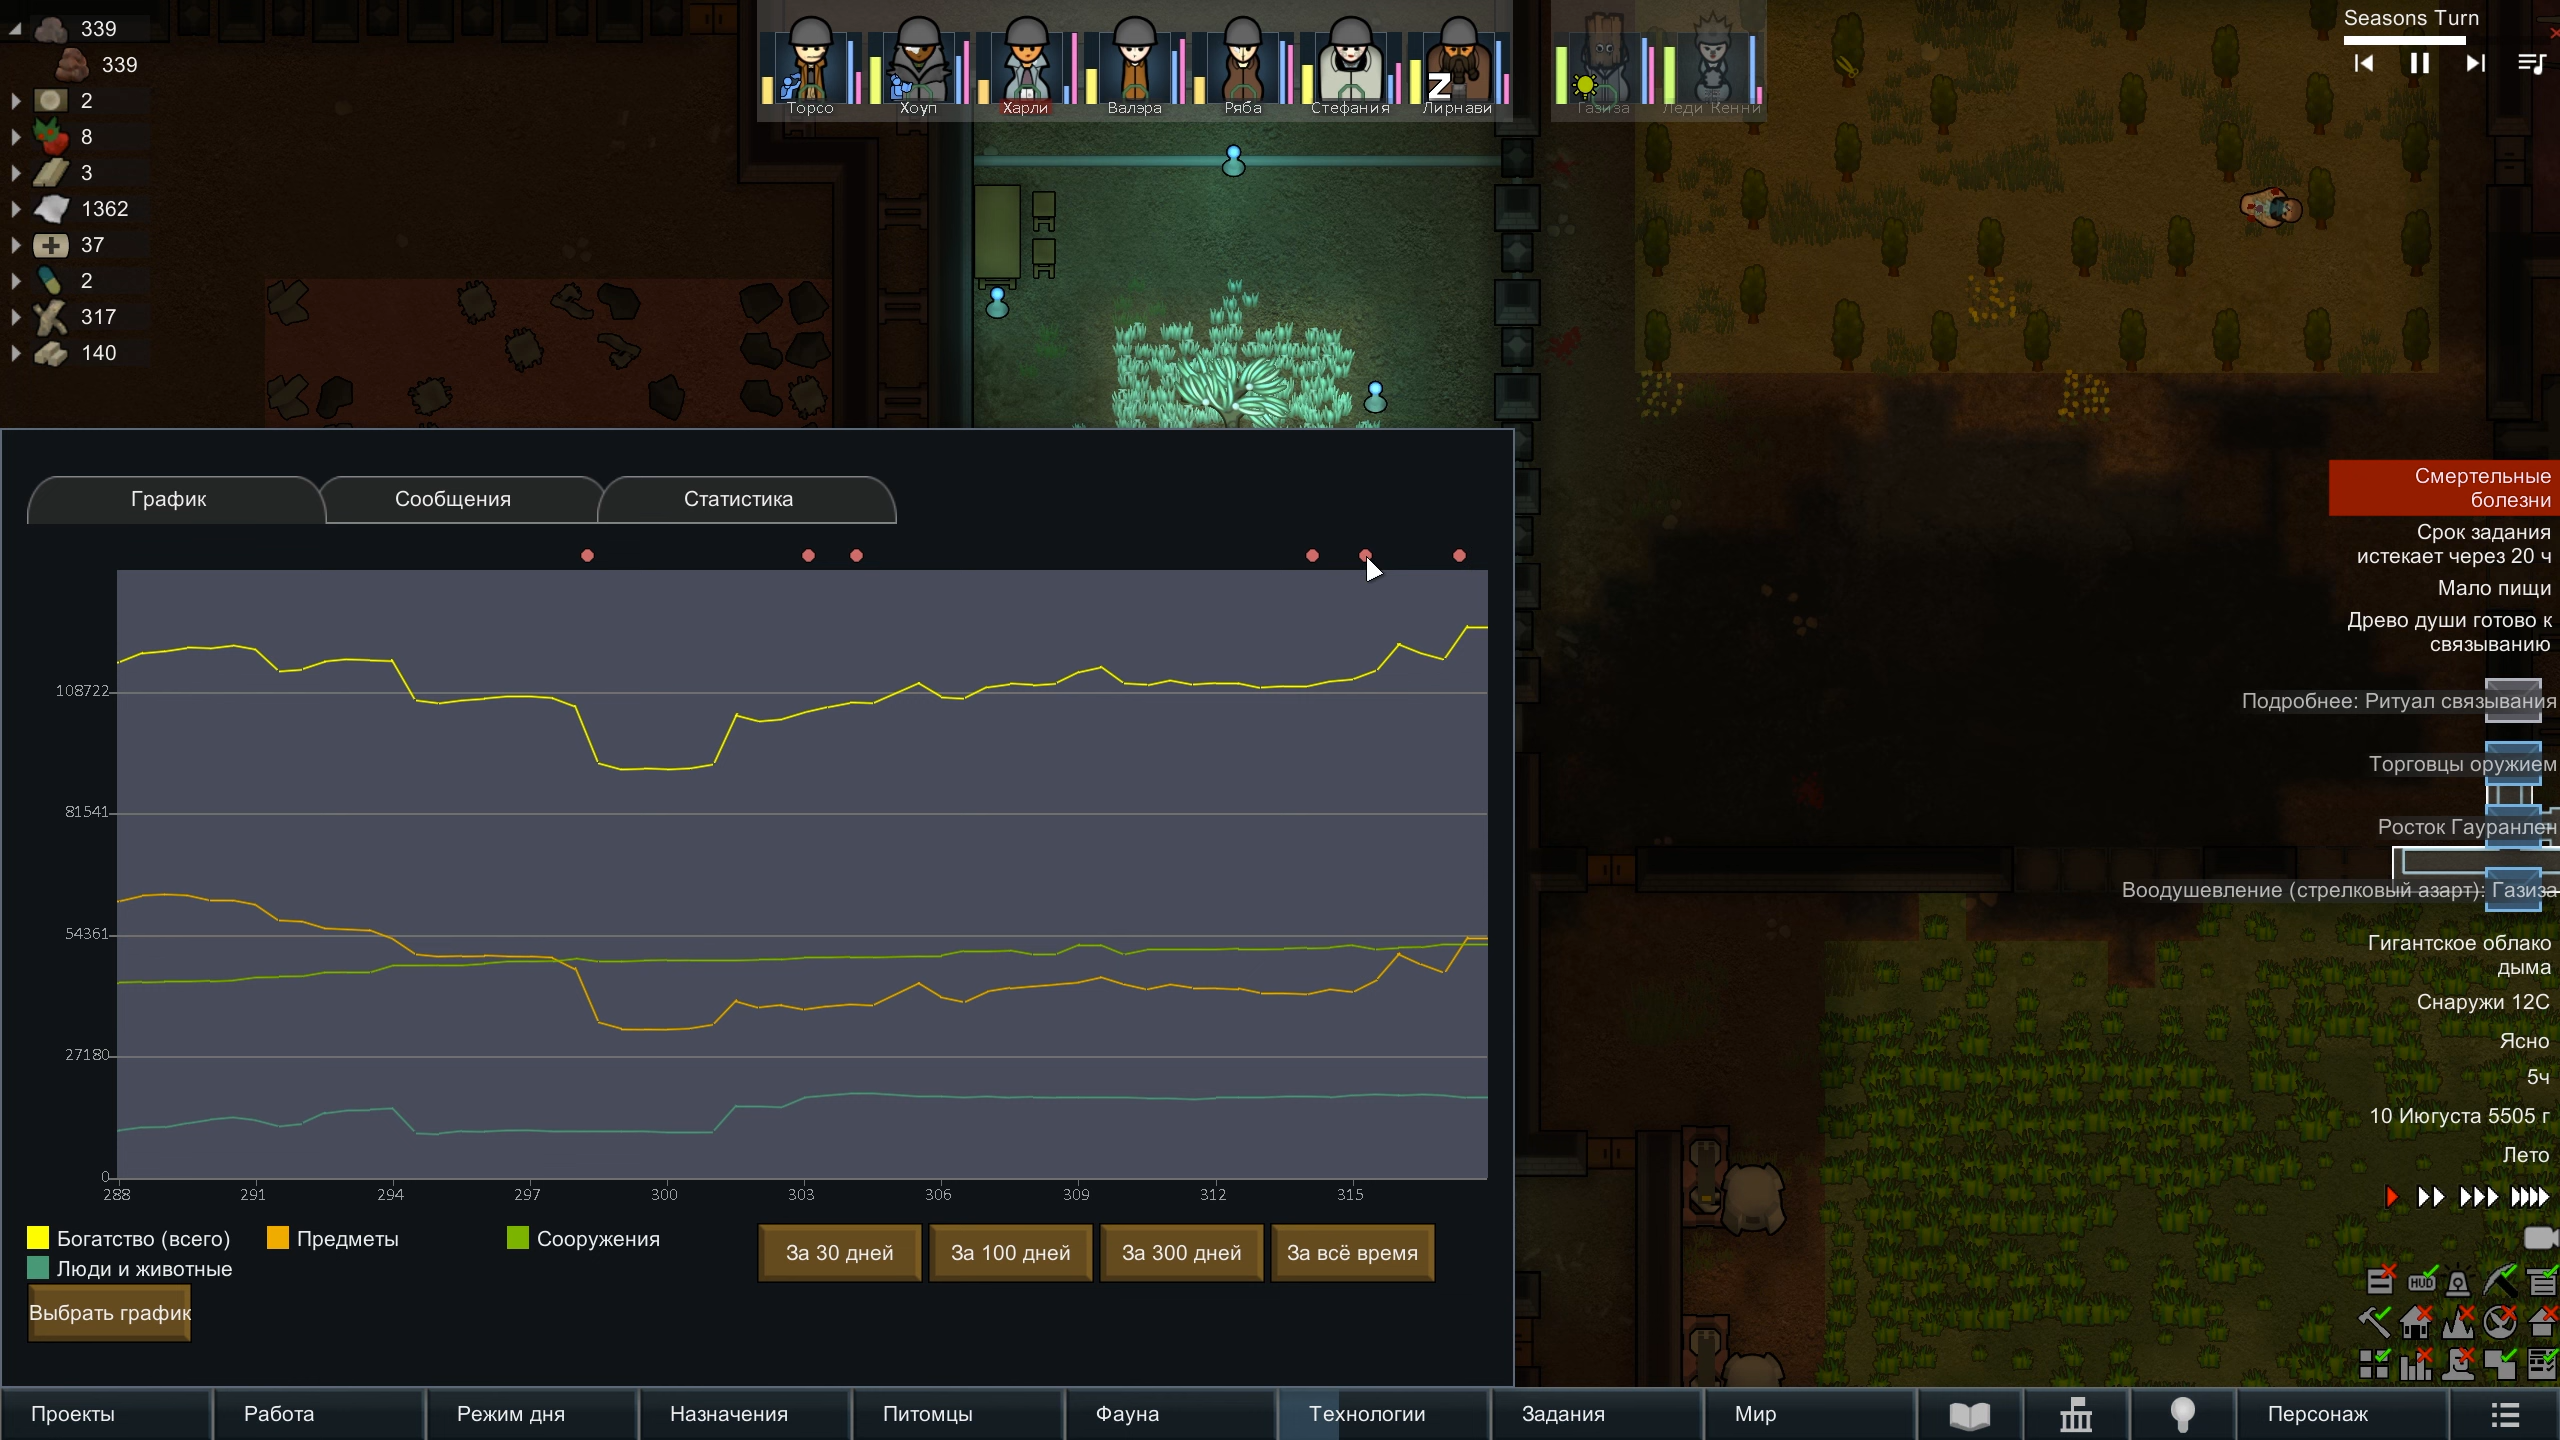 339
339
2
8
3
1362
37
2
317
140
Торсо
Хоуп
Харли
Валэра
Ряба
Стефания
Лирнави
Z
Газиза
Леди Кенни
Seasons Turn
График
Сообщения
Статистика
108722
81541
54361
27180
0
288
291
294
297
300
303
306
309
312
315
Богатство (всего)
Предметы
Сооружения
Люди и животные
За 30 дней
За 100 дней
За 300 дней
За всё время
Выбрать график
Смертельные
болезни
Срок задания
истекает через 20 ч
Мало пищи
Древо души готово к
связыванию
Подробнее: Ритуал связывания
Торговцы оружием
Росток Гауранлен
Воодушевление (стрелковый азарт): Газиза
Гигантское облако
дыма
Снаружи 12C
Ясно
5ч
10 Июгуста 5505 г
Лето
HUD
Проекты
Работа
Режим дня
Назначения
Питомцы
Фауна
Технологии
Задания
Мир
Персонаж